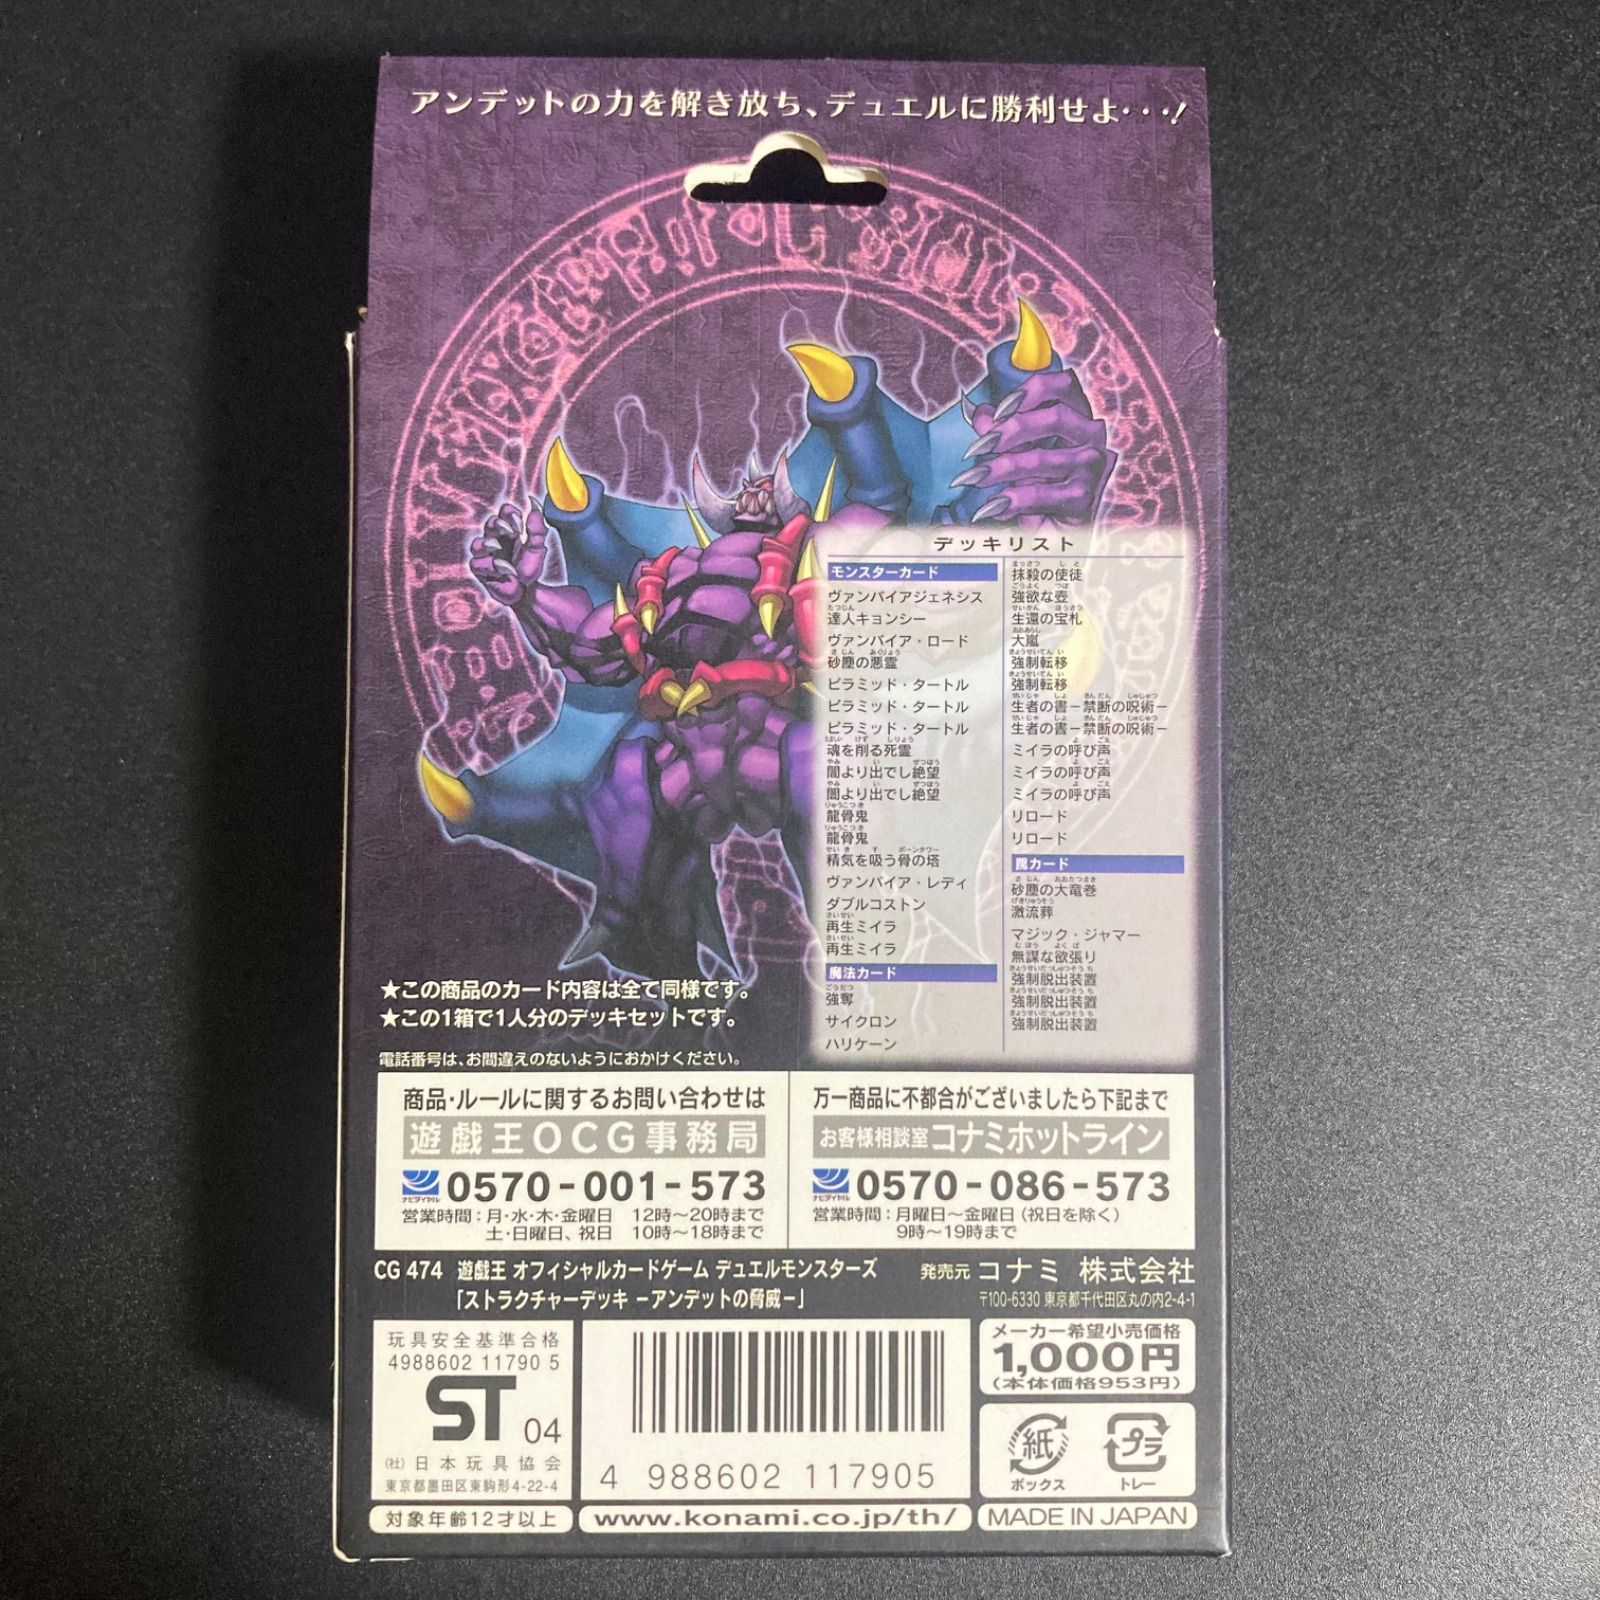 アンデットの力を解き放ち、デュエルに勝利せよ・・・!
デッキリスト
モンスターカード
ヴァンパイアジェネシス
達人キョンシー
ヴァンパイア・ロード
砂塵の悪霊
ピラミッド・タートル
ピラミッド・タートル
ピラミッド・タートル
魂を削る死霊
闇より出でし絶望
闇より出でし絶望
龍骨鬼
龍骨鬼
精気を吸う骨の塔
ヴァンパイア・レディ
ダブルコストン
再生ミイラ
再生ミイラ
魔法カード
強奪
サイクロン
ハリケーン
抹殺の使徒
強欲な壺
生還の宝札
大嵐
強制転移
強制転移
生者の書－禁断の呪術－
生者の書－禁断の呪術－
ミイラの呼び声
ミイラの呼び声
ミイラの呼び声
リロード
リロード
罠カード
砂塵の大竜巻
激流葬
マジック・ジャマー
無謀な欲張り
強制脱出装置
強制脱出装置
強制脱出装置
★この商品のカード内容は全て同様です。
★この1箱で1人分のデッキセットです。
電話番号は、お間違えのないようにおかけください。
商品・ルールに関するお問い合わせは
遊戯王OCG事務局
ナビダイヤル 0570-001-573
営業時間：月・水・木・金曜日 12時～20時まで
土・日曜日、祝日 10時～18時まで
万一商品に不都合がございましたら下記まで
お客様相談室 コナミホットライン
ナビダイヤル 0570-086-573
営業時間：月曜日～金曜日（祝日を除く）
9時～19時まで
CG 474 遊戯王 オフィシャルカードゲーム デュエルモンスターズ
「ストラクチャーデッキ －アンデットの脅威－」
発売元 コナミ 株式会社
〒100-6330 東京都千代田区丸の内2-4-1
玩具安全基準合格
4988602 11790 5
ST 04
(社)日本玩具協会
東京都墨田区東駒形4-22-4
対象年齢12才以上
4 988602 117905
www.konami.co.jp/th/
メーカー希望小売価格
1,000円
(本体価格953円)
紙
ボックス
プラ
トレー
MADE IN JAPAN